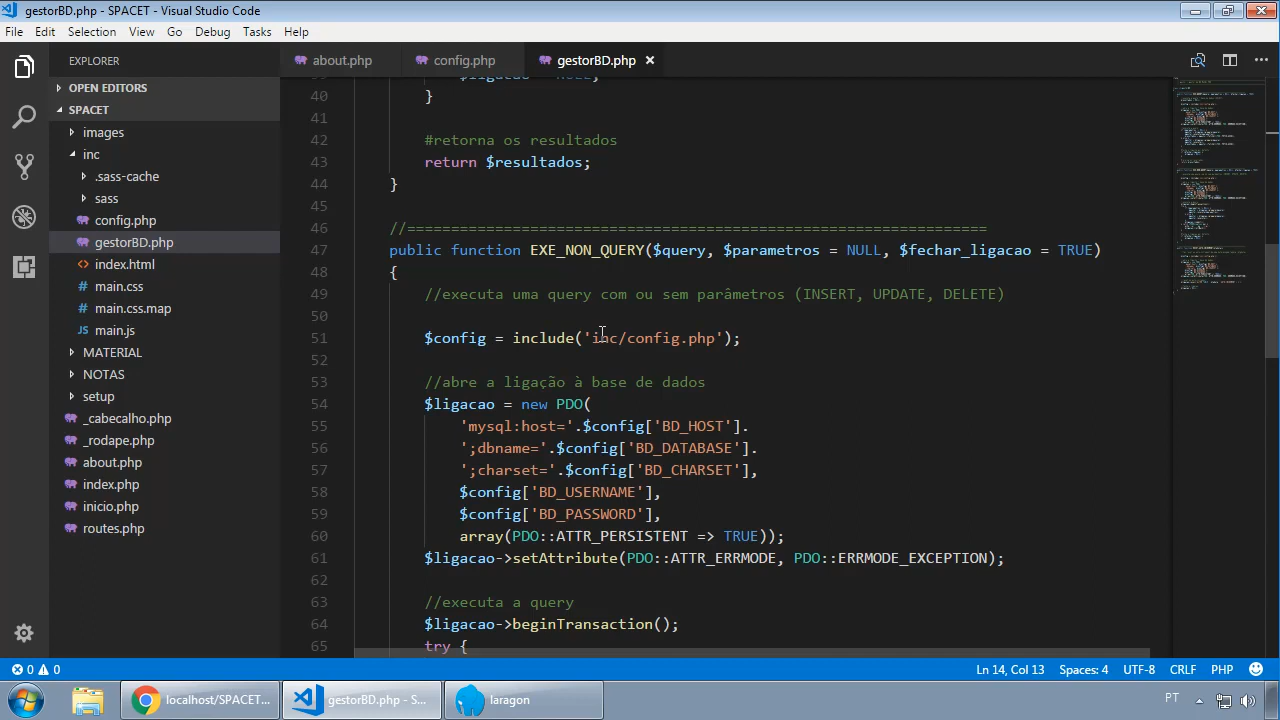 gestorBD.php - SPACET - Visual Studio Code
File Edit Selection View Go Debug Tasks Help
EXPLORER
OPEN EDITORS
SPACET
images
inc
.sass-cache
sass
config.php
gestorBD.php
index.html
main.css
main.css.map
main.js
MATERIAL
NOTAS
setup
_cabecalho.php
_rodape.php
about.php
index.php
inicio.php
routes.php
about.php config.php gestorBD.php
40 }
41
42 #retorna os resultados
43 return $resultados;
44 }
45
46 //==================================================================
47 public function EXE_NON_QUERY($query, $parametros = NULL, $fechar_ligacao = TRUE)
48 {
49 //executa uma query com ou sem parâmetros (INSERT, UPDATE, DELETE)
50
51 $config = include('inc/config.php');
52
53 //abre a ligação à base de dados
54 $ligacao = new PDO(
55 'mysql:host='.$config['BD_HOST'].
56 ';dbname='.$config['BD_DATABASE'].
57 ';charset='.$config['BD_CHARSET'],
58 $config['BD_USERNAME'],
59 $config['BD_PASSWORD'],
60 array(PDO::ATTR_PERSISTENT => TRUE));
61 $ligacao->setAttribute(PDO::ATTR_ERRMODE, PDO::ERRMODE_EXCEPTION);
62
63 //executa a query
64 $ligacao->beginTransaction();
65 try {
0 0 Ln 14, Col 13 Spaces: 4 UTF-8 CRLF PHP
localhost/SPACET... gestorBD.php - S... laragon PT